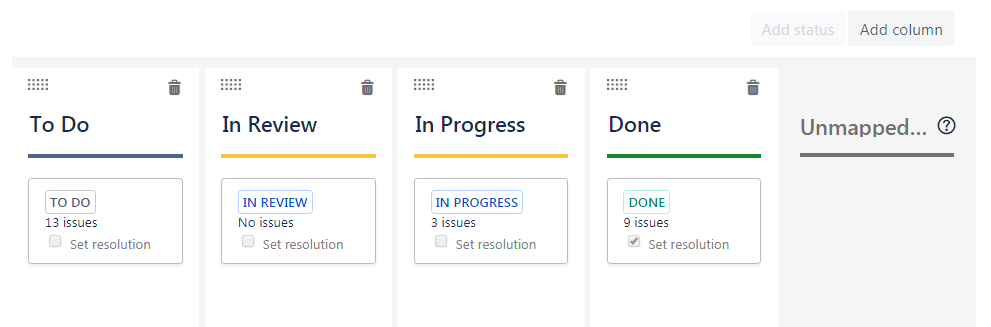 Add status
Add column
To Do
In Review
In Progress
Done
Unmapped...
TO DO
13 issues
Set resolution
IN REVIEW
No issues
Set resolution
IN PROGRESS
3 issues
Set resolution
DONE
9 issues
Set resolution